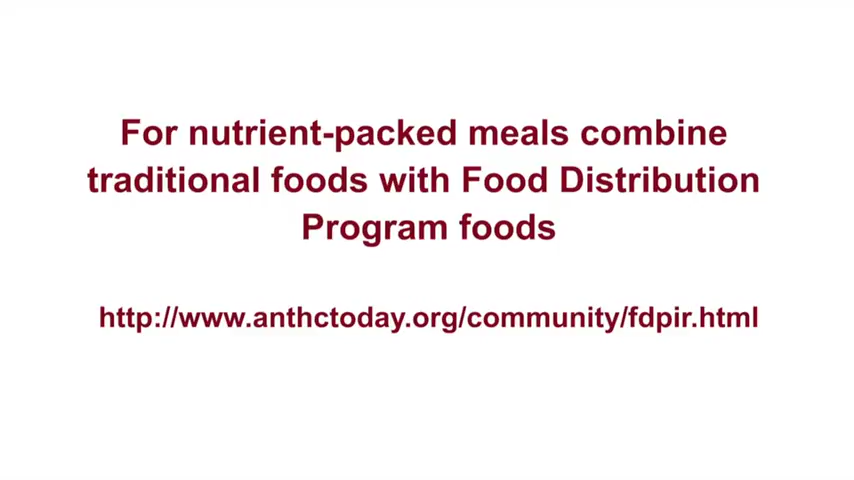 For nutrient-packed meals combine
traditional foods with Food Distribution
Program foods
http://www.anthctoday.org/community/fdpir.html